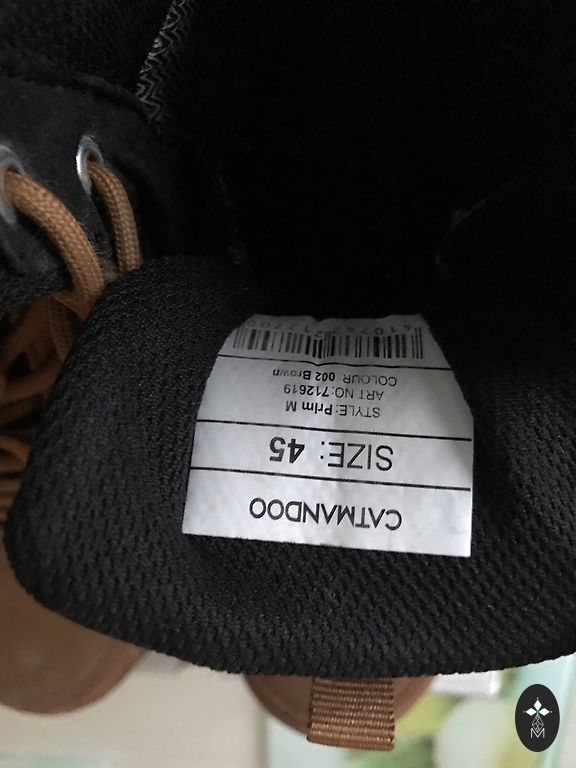 CATMANDOO
SIZE: 45
STYLE:Prim M
ART NO:712619
COLOUR: 002 Brown
M